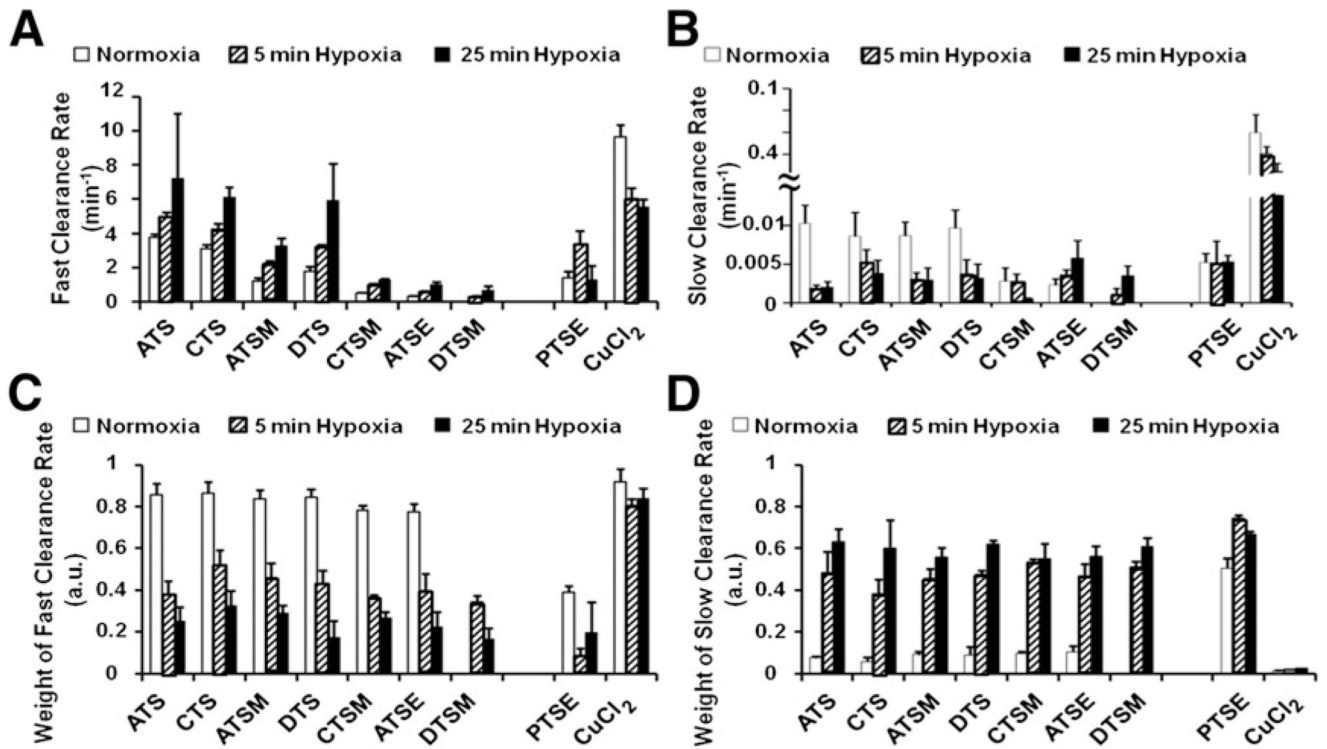 A
Normoxia 5 min Hypoxia 25 min Hypoxia
Fast Clearance Rate
(min-1)
12
10
8
6
4
2
0
ATS CTS ATSM DTS CTSM ATSE DTSM PTSE CuCl2
B
Normoxia 5 min Hypoxia 25 min Hypoxia
Slow Clearance Rate
(min-1)
0.1
0.4
0.01
0.005
0
ATS CTS ATSM DTS CTSM ATSE DTSM PTSE CuCl2
C
Normoxia 5 min Hypoxia 25 min Hypoxia
Weight of Fast Clearance Rate
(a.u.)
1
0.8
0.6
0.4
0.2
0
ATS CTS ATSM DTS CTSM ATSE DTSM PTSE CuCl2
D
Normoxia 5 min Hypoxia 25 min Hypoxia
Weight of Slow Clearance Rate
(a.u.)
1
0.8
0.6
0.4
0.2
0
ATS CTS ATSM DTS CTSM ATSE DTSM PTSE CuCl2